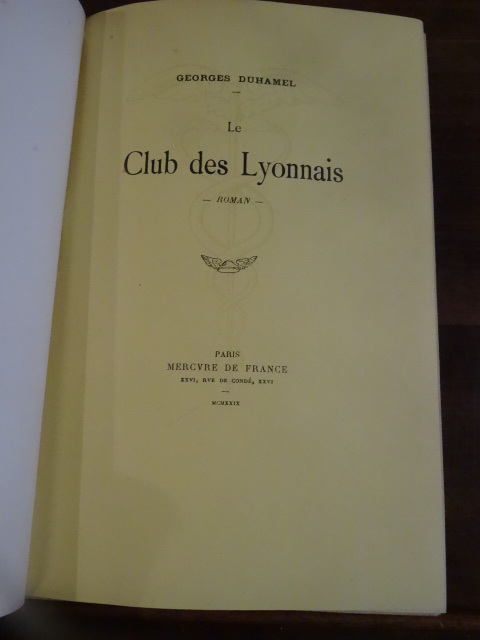 GEORGES DUHAMEL
Le
Club des Lyonnais
— ROMAN —
PARIS
MERCVRE DE FRANCE
XXVI, RVE DE CONDÉ, XXVI
MCMXXIX